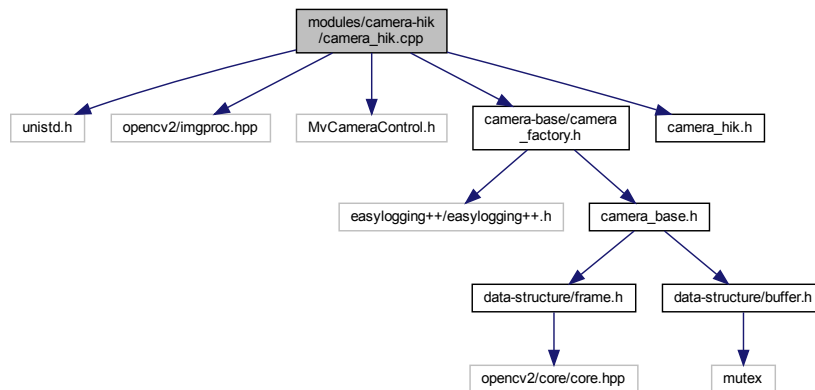 modules/camera-hik
/camera_hik.cpp
unistd.h
opencv2/imgproc.hpp
MvCameraControl.h
camera-base/camera
_factory.h
camera_hik.h
easylogging++/easylogging++.h
camera_base.h
data-structure/frame.h
data-structure/buffer.h
opencv2/core/core.hpp
mutex